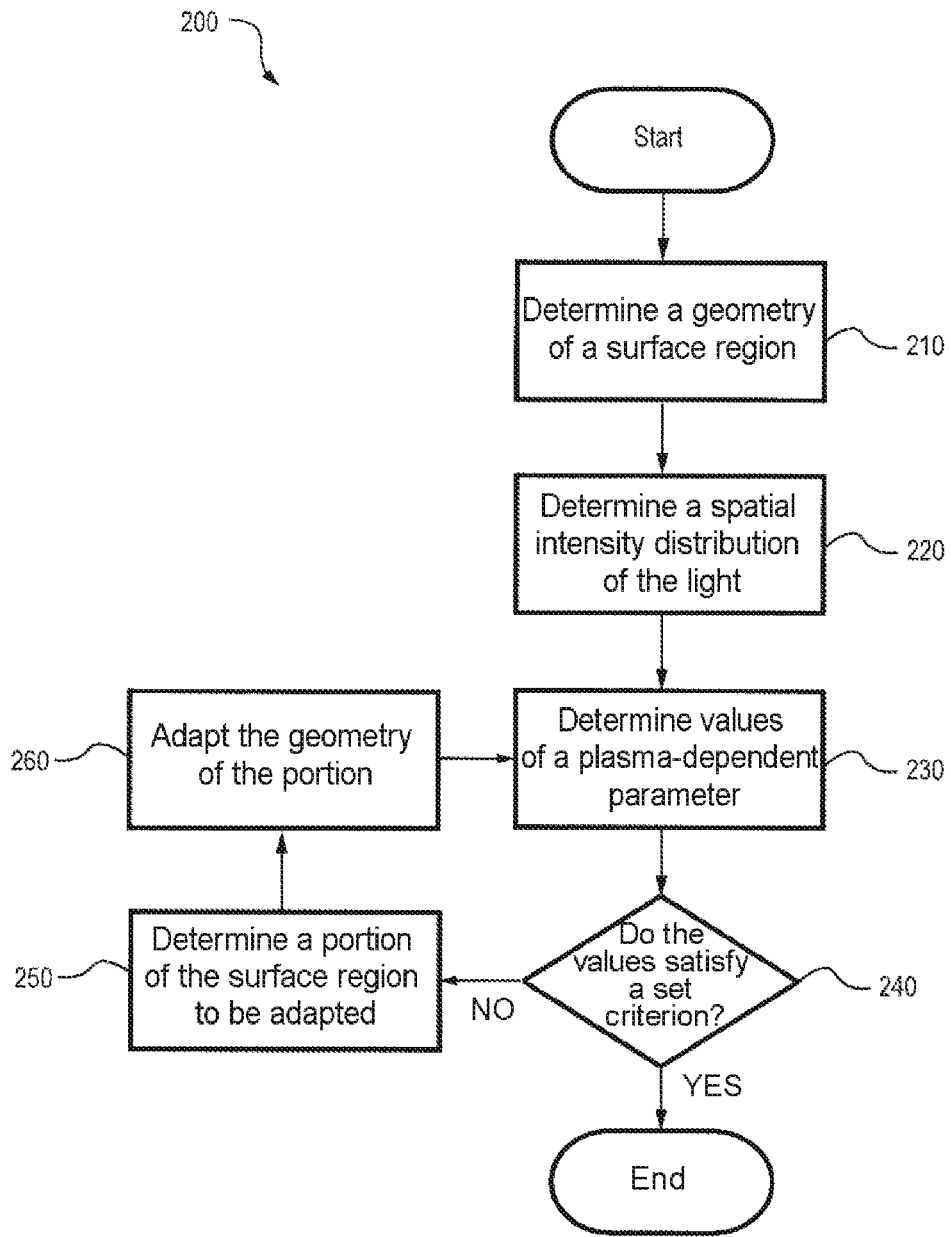 200
Start
Determine a geometry
of a surface region
210
Determine a spatial
intensity distribution
of the light
220
Determine values
of a plasma-dependent
parameter
230
Adapt the geometry
of the portion
260
Do the
values satisfy
a set
criterion?
240
NO
YES
Determine a portion
of the surface region
to be adapted
250
End